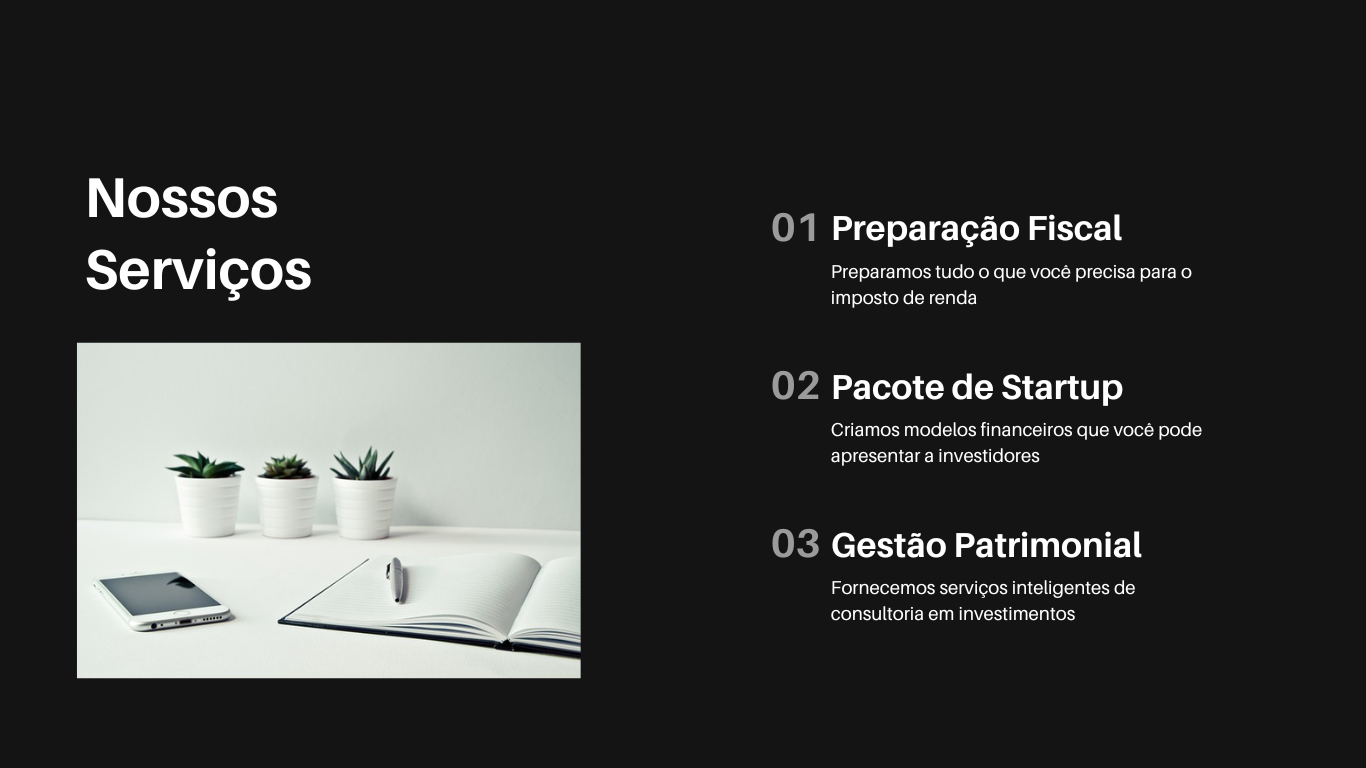 Nossos
Serviços
01 Preparação Fiscal
Preparamos tudo o que você precisa para o
imposto de renda
02 Pacote de Startup
Criamos modelos financeiros que você pode
apresentar a investidores
03 Gestão Patrimonial
Fornecemos serviços inteligentes de
consultoria em investimentos